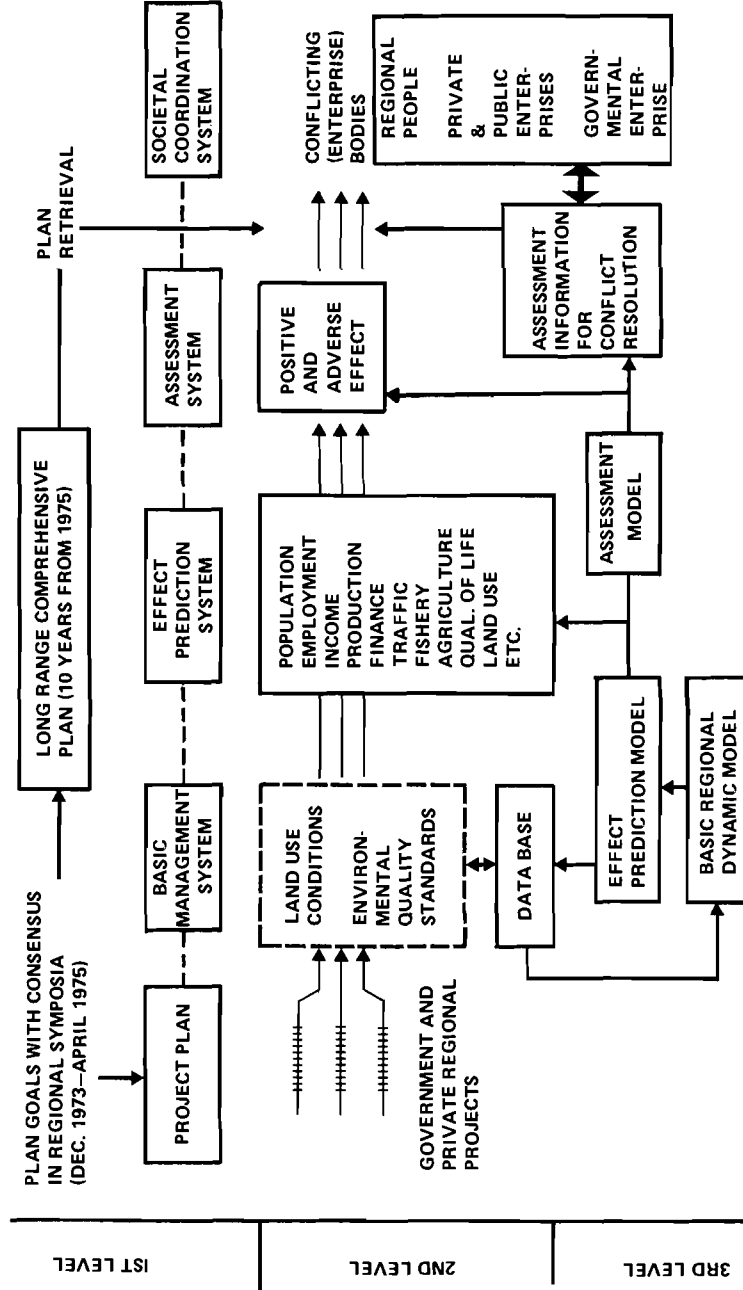 1ST LEVEL
PLAN GOALS WITH CONSENSUS
IN REGIONAL SYMPOSIA
(DEC. 1973–APRIL 1975)
LONG RANGE COMPREHENSIVE
PLAN (10 YEARS FROM 1975)
PLAN
RETRIEVAL
PROJECT PLAN
BASIC
MANAGEMENT
SYSTEM
EFFECT
PREDICTION
SYSTEM
ASSESSMENT
SYSTEM
SOCIETAL
COORDINATION
SYSTEM
2ND LEVEL
GOVERNMENT AND
PRIVATE REGIONAL
PROJECTS
LAND USE
CONDITIONS
ENVIRON-
MENTAL
QUALITY
STANDARDS
POPULATION
EMPLOYMENT
INCOME
PRODUCTION
FINANCE
TRAFFIC
FISHERY
AGRICULTURE
QUAL. OF LIFE
LAND USE
ETC.
POSITIVE
AND
ADVERSE
EFFECT
CONFLICTING
(ENTERPRISE)
BODIES
REGIONAL
PEOPLE
PRIVATE
&
PUBLIC
ENTER-
PRISES
GOVERN-
MENTAL
ENTER-
PRISE
DATA BASE
3RD LEVEL
EFFECT
PREDICTION MODEL
BASIC REGIONAL
DYNAMIC MODEL
ASSESSMENT
MODEL
ASSESSMENT
INFORMATION
FOR
CONFLICT
RESOLUTION